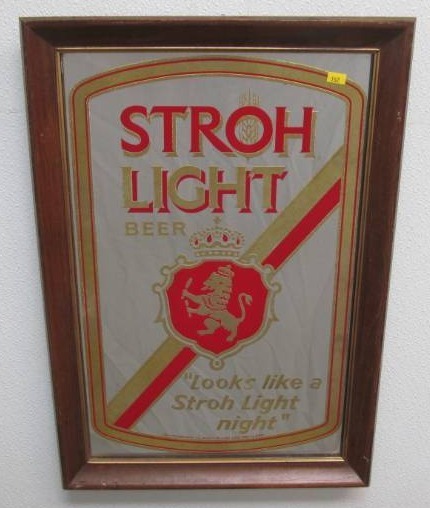 STROH
LIGHT
BEER
"Looks like a
Stroh Light
night"